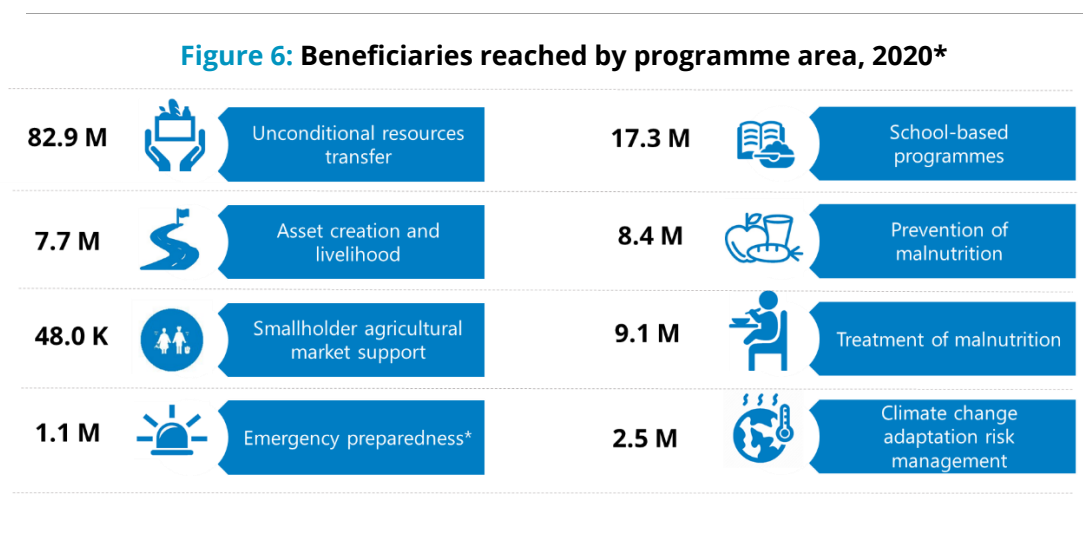 Figure 6: Beneficiaries reached by programme area, 2020*
82.9 M
Unconditional resources
transfer
17.3 M
School-based
programmes
7.7 M
Asset creation and
livelihood
8.4 M
Prevention of
malnutrition
48.0 K
Smallholder agricultural
market support
9.1 M
Treatment of malnutrition
1.1 M
Emergency preparedness*
2.5 M
Climate change
adaptation risk
management